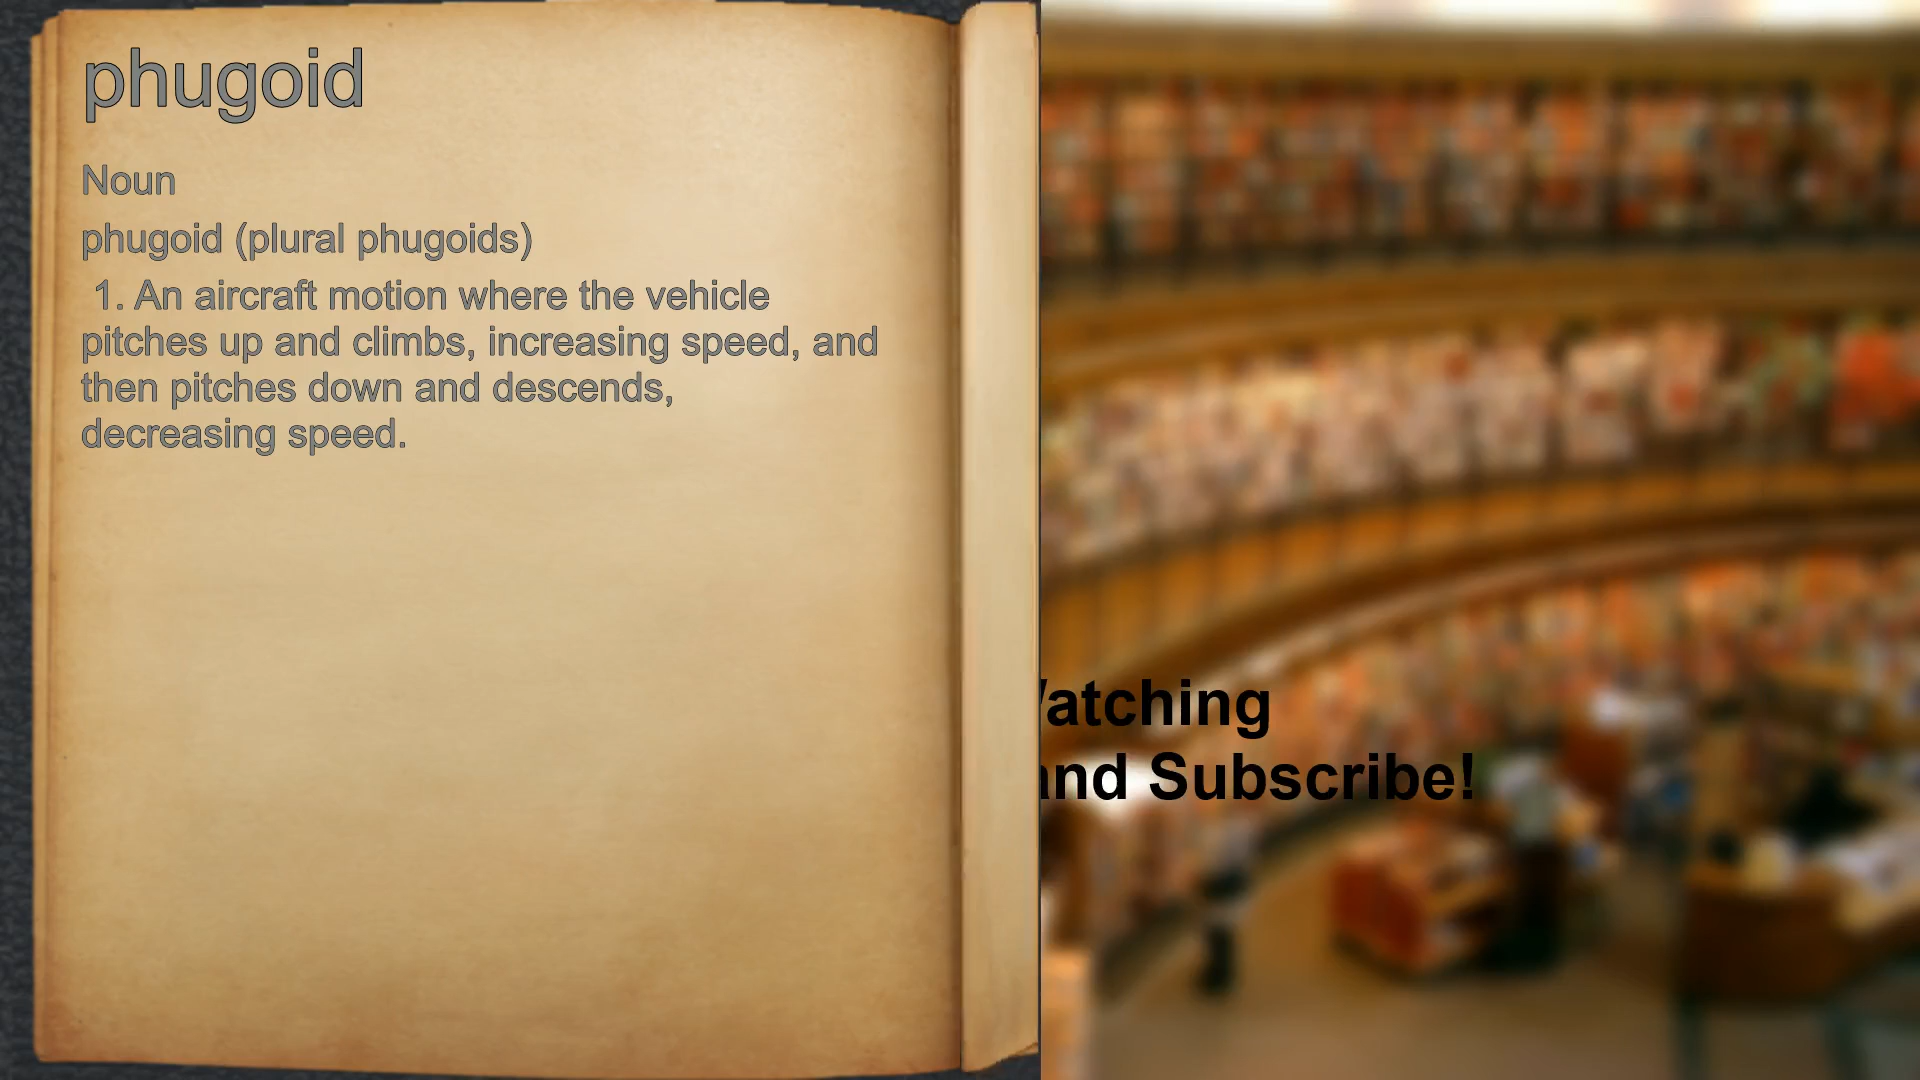 phugoid
Noun
phugoid (plural phugoids)
1. An aircraft motion where the vehicle
pitches up and climbs, increasing speed, and
then pitches down and descends,
decreasing speed.
atching
and Subscribe!